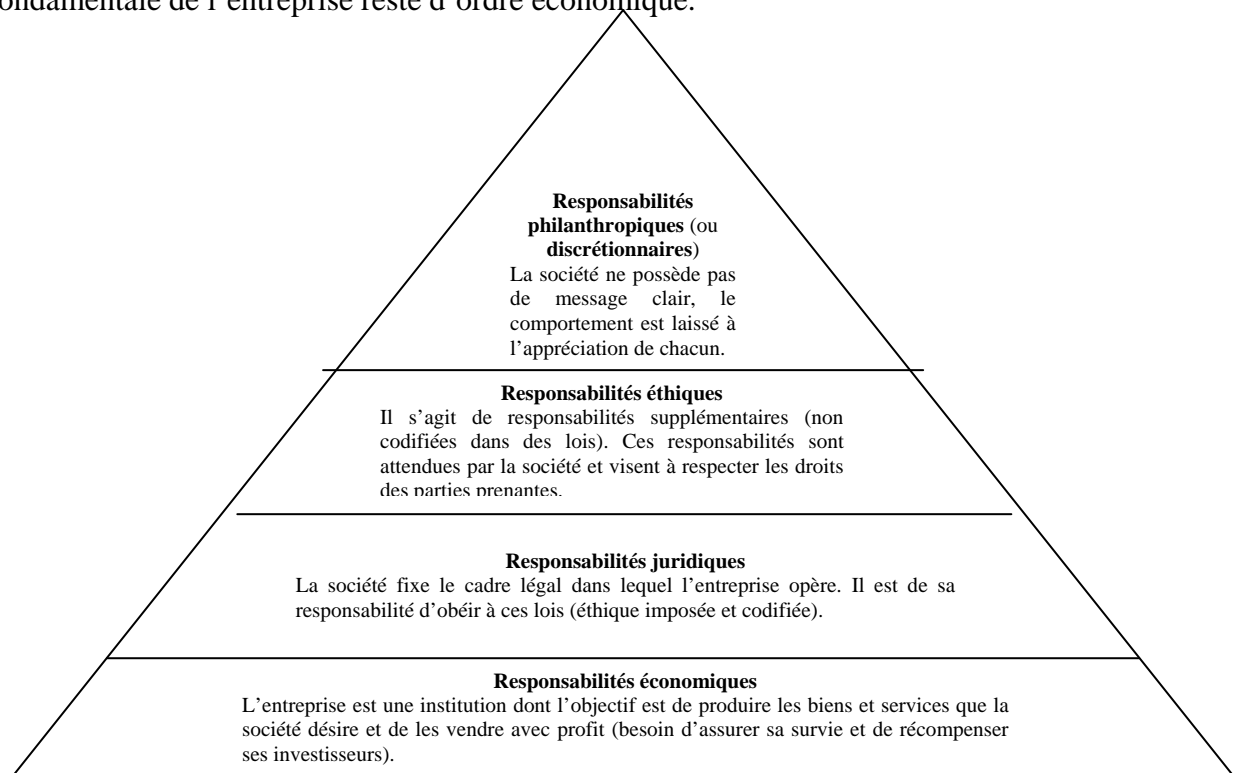 fondamentale de l’entreprise reste d’ordre économique.
Responsabilités
philanthropiques (ou
discrétionnaires)
La société ne possède pas
de message clair, le
comportement est laissé à
l’appréciation de chacun.
Responsabilités éthiques
Il s’agit de responsabilités supplémentaires (non
codifiées dans des lois). Ces responsabilités sont
attendues par la société et visent à respecter les droits
des parties prenantes.
Responsabilités juridiques
La société fixe le cadre légal dans lequel l’entreprise opère. Il est de sa
responsabilité d’obéir à ces lois (éthique imposée et codifiée).
Responsabilités économiques
L’entreprise est une institution dont l’objectif est de produire les biens et services que la
société désire et de les vendre avec profit (besoin d’assurer sa survie et de récompenser
ses investisseurs).